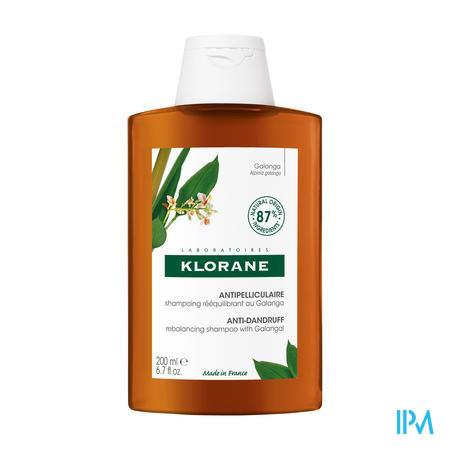 Galanga
Alpinia galanga
NATURAL ORIGIN
87%
INGREDIENTS
LABORATOIRES
KLORANE
ANTIPELLICULAIRE
shampoing rééquilibrant au Galanga
ANTI-DANDRUFF
rebalancing shampoo with Galangal
200 ml e
6.7 fl.oz.
Made in France
IPM